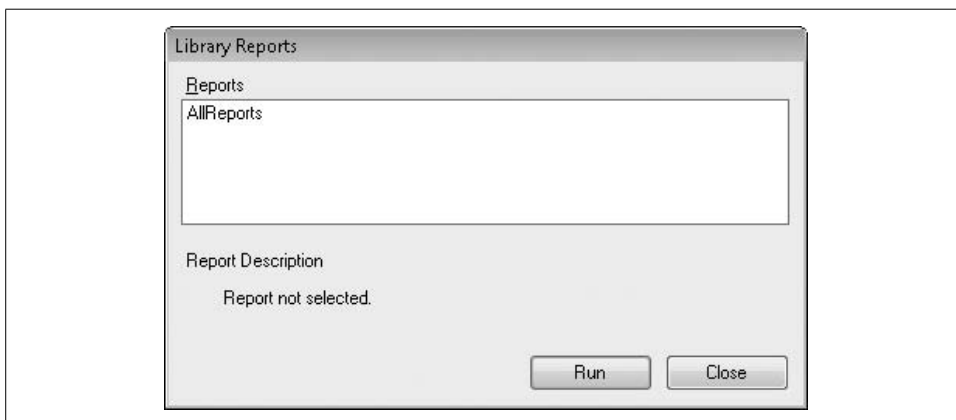 Library Reports
Reports
AllReports
Report Description
Report not selected.
Run
Close